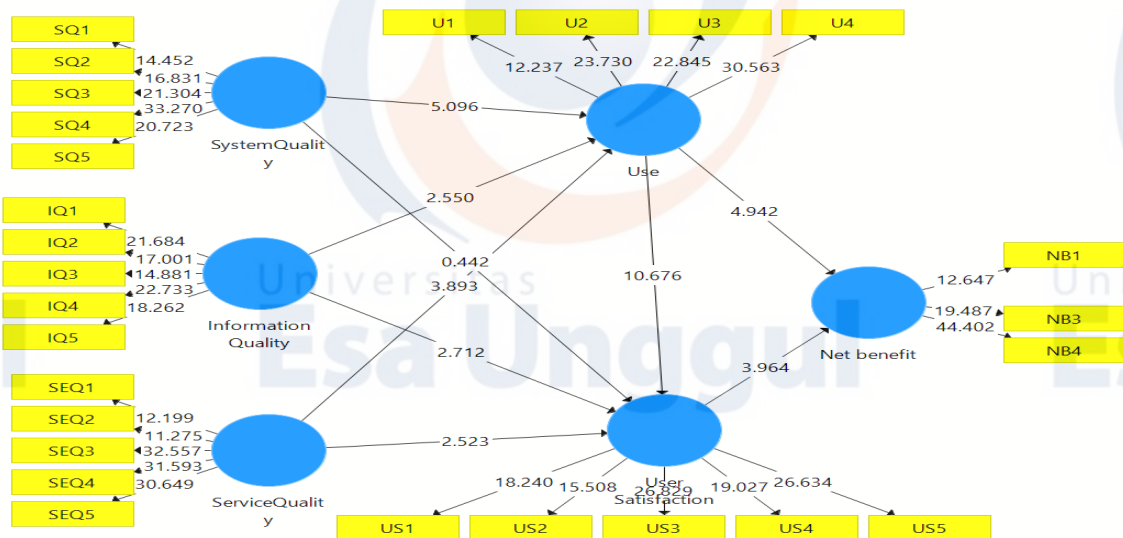 U1
U2
U3
U4
SQ1
SQ2
SQ3
SQ4
SQ5
14.452
16.831
21.304
33.270
20.723
SystemQualit
y
12.237
23.730
22.845
30.563
Use
5.096
2.550
0.442
3.893
10.676
4.942
IQ1
IQ2
IQ3
IQ4
IQ5
21.684
17.001
14.881
22.733
18.262
Information
Quality
2.712
Universitas
Esa Unggul
Un
Es
NB1
NB3
NB4
12.647
19.487
44.402
Net benefit
3.964
SEQ1
SEQ2
SEQ3
SEQ4
SEQ5
12.199
11.275
32.557
31.593
30.649
ServiceQualit
y
2.523
User
Satisfaction
18.240
15.508
26.829
19.027
26.634
US1
US2
US3
US4
US5